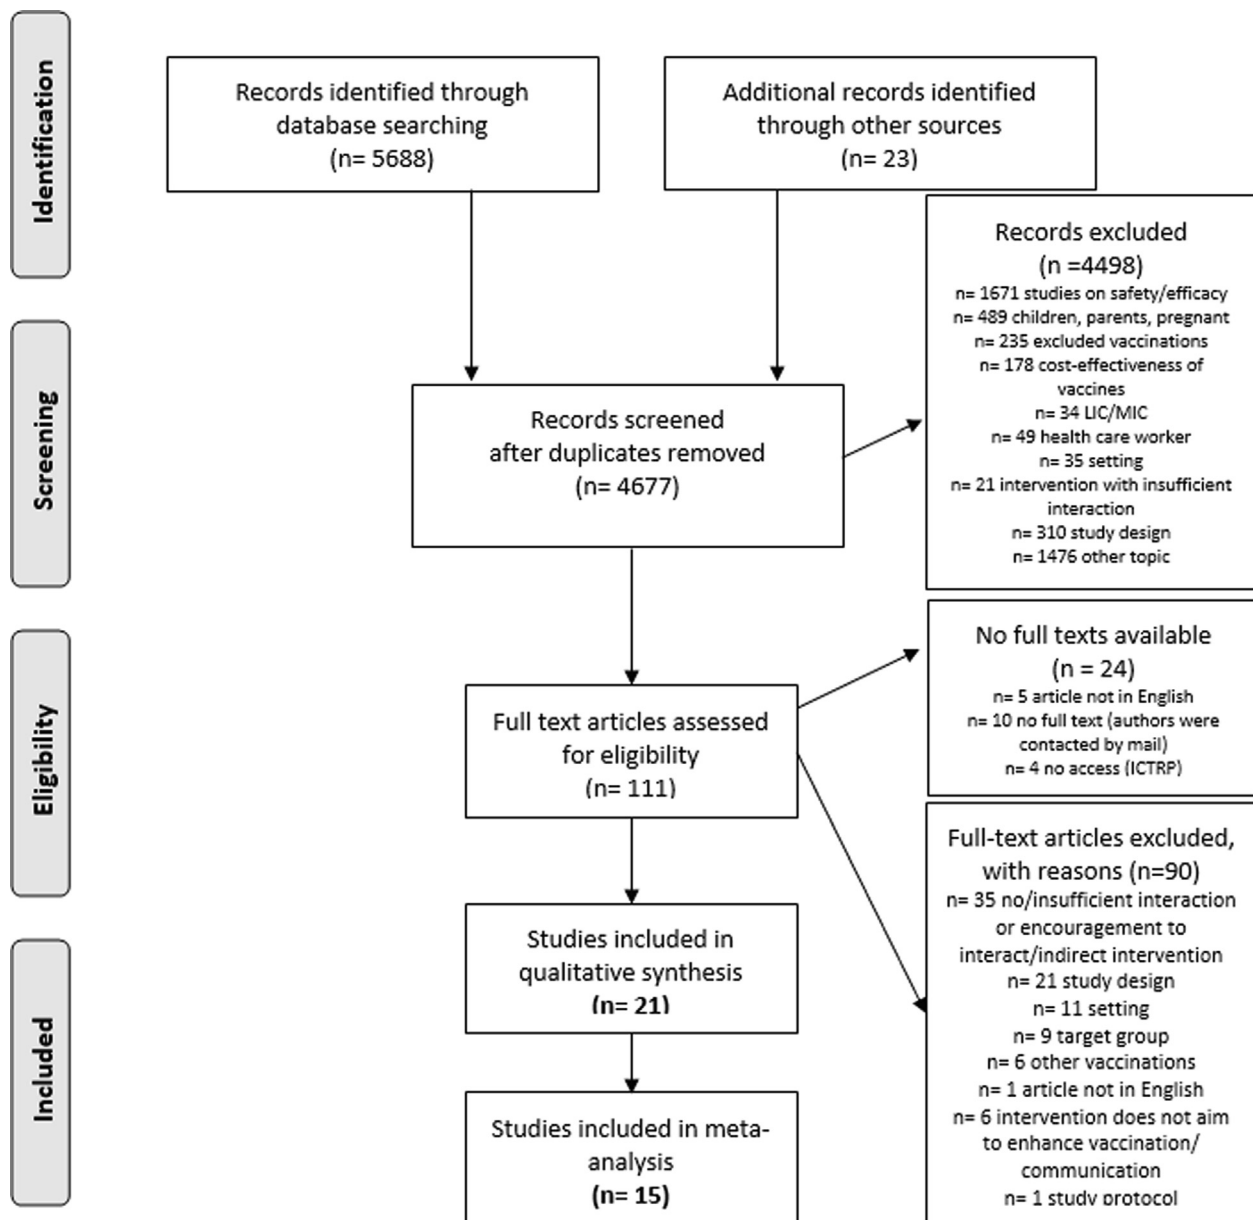 Identification
Records identified through
database searching
(n= 5688)
Additional records identified
through other sources
(n= 23)
Records excluded
(n =4498)
n= 1671 studies on safety/efficacy
n= 489 children, parents, pregnant
n= 235 excluded vaccinations
n= 178 cost-effectiveness of
vaccines
n= 34 LIC/MIC
n= 49 health care worker
n= 35 setting
n= 21 intervention with insufficient
interaction
n= 310 study design
n= 1476 other topic
Screening
Records screened
after duplicates removed
(n= 4677)
Eligibility
Full text articles assessed
for eligibility
(n= 111)
No full texts available
(n = 24)
n= 5 article not in English
n= 10 no full text (authors were
contacted by mail)
n= 4 no access (ICTRP)
Full-text articles excluded,
with reasons (n=90)
n= 35 no/insufficient interaction
or encouragement to
interact/indirect intervention
n= 21 study design
n= 11 setting
n= 9 target group
n= 6 other vaccinations
n= 1 article not in English
n= 6 intervention does not aim
to enhance vaccination/
communication
n= 1 study protocol
Included
Studies included in
qualitative synthesis
(n= 21)
Studies included in meta-
analysis
(n= 15)